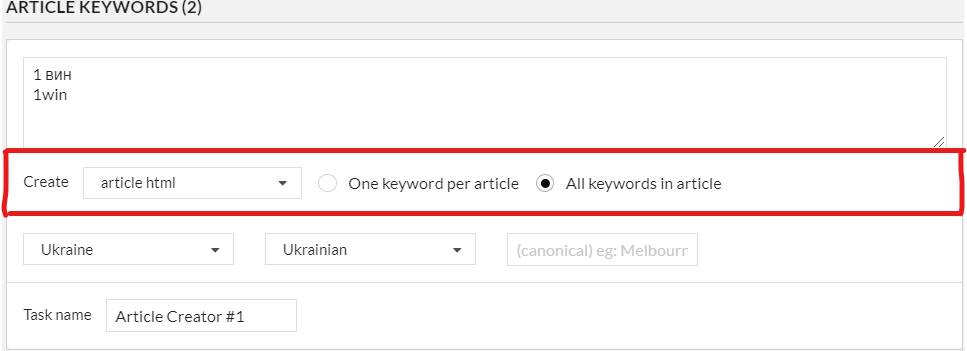 ARTICLE KEYWORDS (2)
1 вин
1win
Create article html One keyword per article All keywords in article
Ukraine Ukrainian (canonical) eg: Melbourn
Task name Article Creator #1